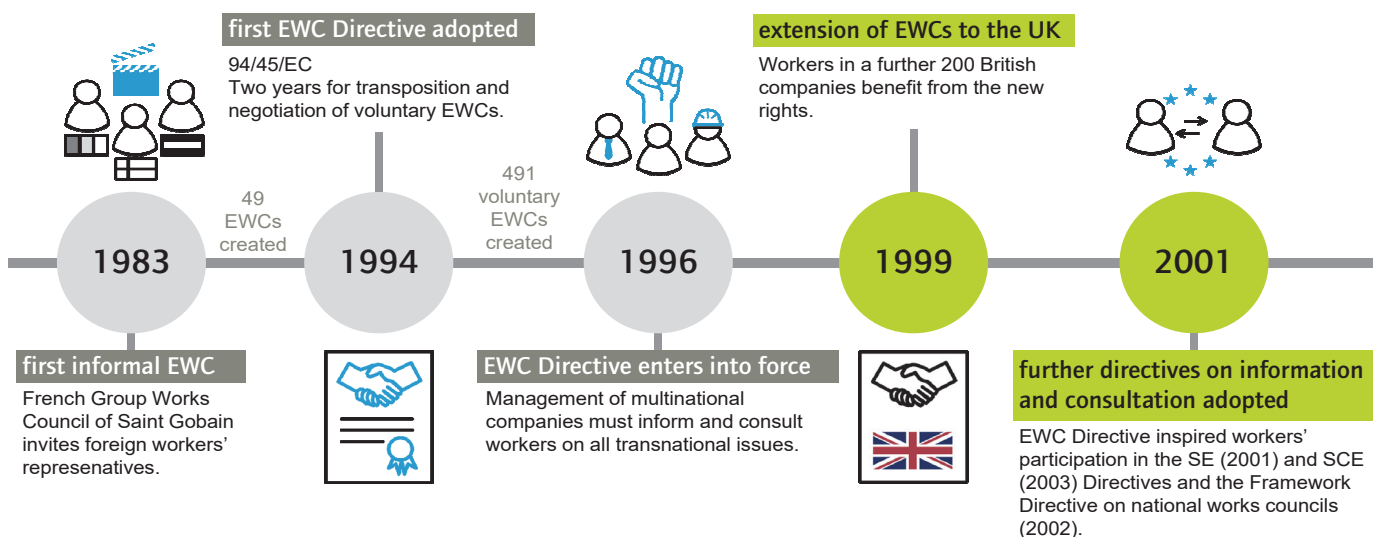 first EWC Directive adopted
94/45/EC
Two years for transposition and
negotiation of voluntary EWCs.
extension of EWCs to the UK
Workers in a further 200 British
companies benefit from the new
rights.
49
EWCs
created
491
voluntary
EWCs
created
1983
1994
1996
1999
2001
first informal EWC
French Group Works
Council of Saint Gobain
invites foreign workers’
represenatives.
EWC Directive enters into force
Management of multinational
companies must inform and consult
workers on all transnational issues.
further directives on information
and consultation adopted
EWC Directive inspired workers’
participation in the SE (2001) and SCE
(2003) Directives and the Framework
Directive on national works councils
(2002).